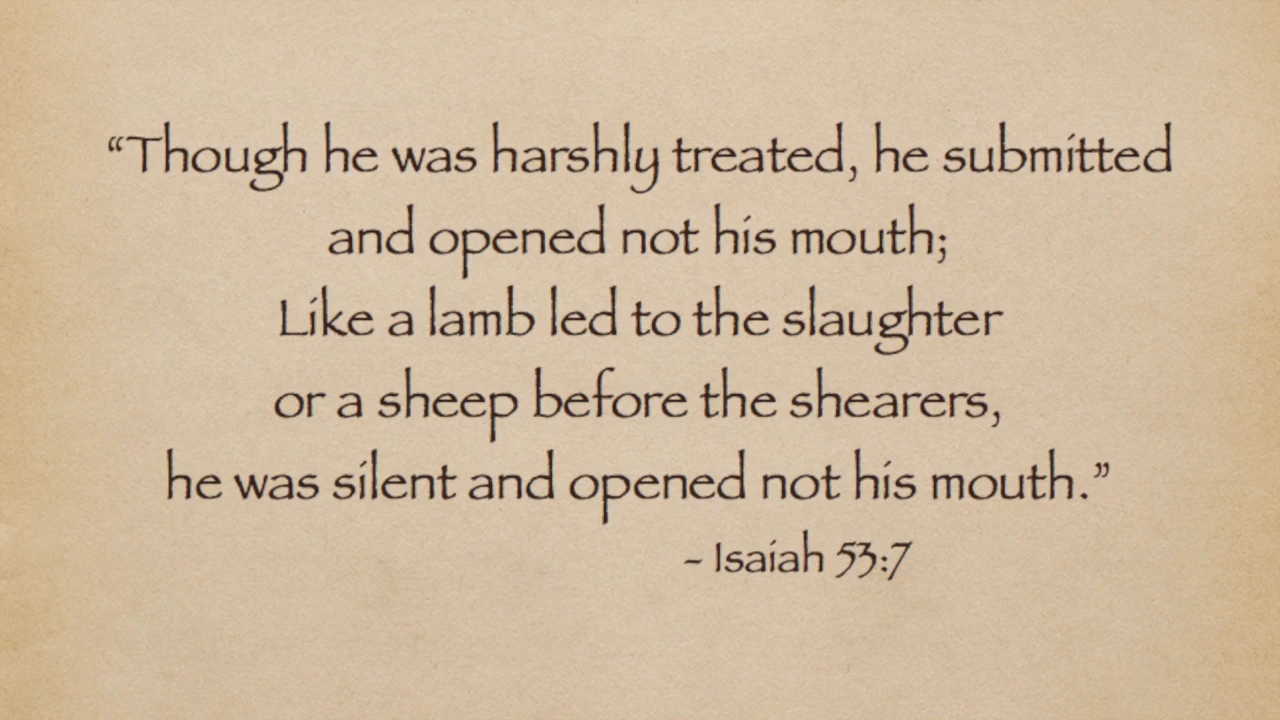 “Though he was harshly treated, he submitted
and opened not his mouth;
Like a lamb led to the slaughter
or a sheep before the shearers,
he was silent and opened not his mouth.”
- Isaiah 53:7